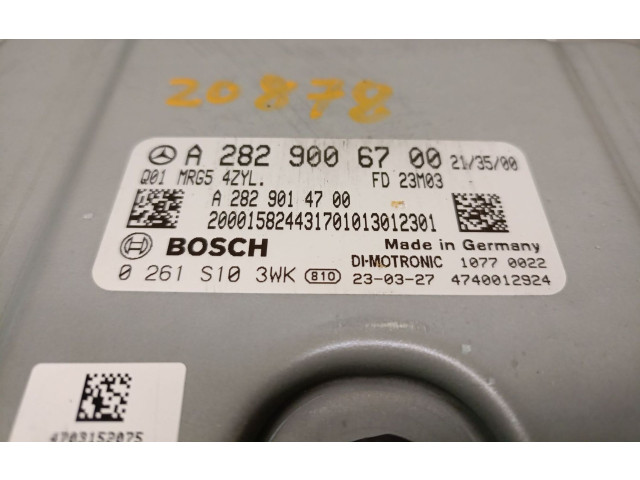 20878
A 282 900 67 00 21/35/00
Q01 MRG5 4ZYL. FD 23M03
A 282 901 47 00
200015824431701013012301
BOSCH Made in Germany
DI-MOTRONIC 10770 0022
0 261 S10 3WK 810 23-03-27 4740012924
4703152075